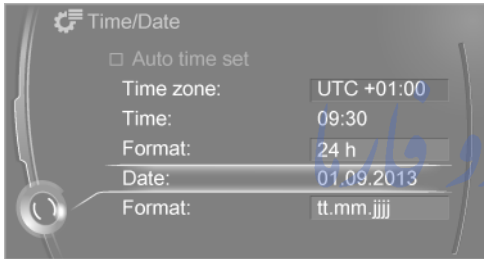 Time/Date
Auto time set
Time zone: UTC +01:00
Time: 09:30
Format: 24 h
Date: 01.09.2013
Format: tt.mm.jjjj